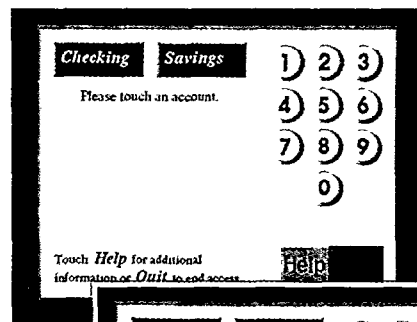 Checking Savings 1 2 3
Please touch an account.
4 5 6
7 8 9
0
Touch Help for additional Help
information or Quit to end access.